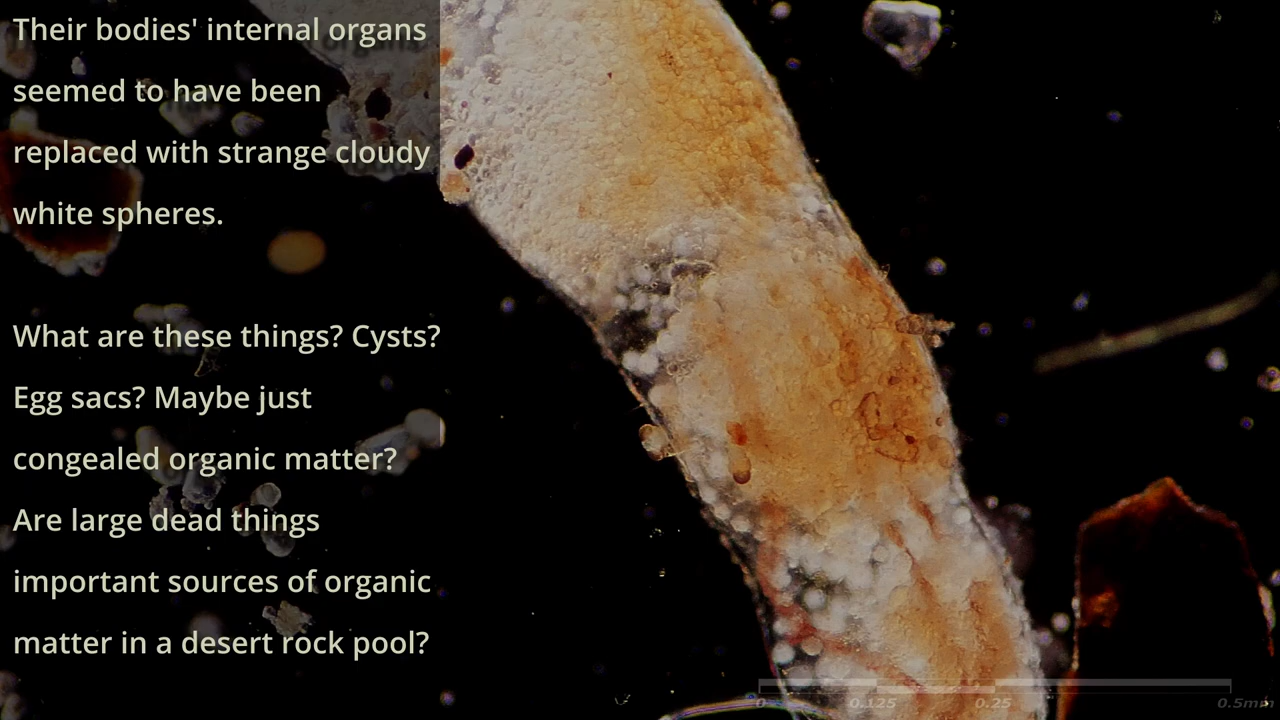 Their bodies' internal organs
seemed to have been
replaced with strange cloudy
white spheres.
What are these things? Cysts?
Egg sacs? Maybe just
congealed organic matter?
Are large dead things
important sources of organic
matter in a desert rock pool?
0 0.125 0.25 0.5mm